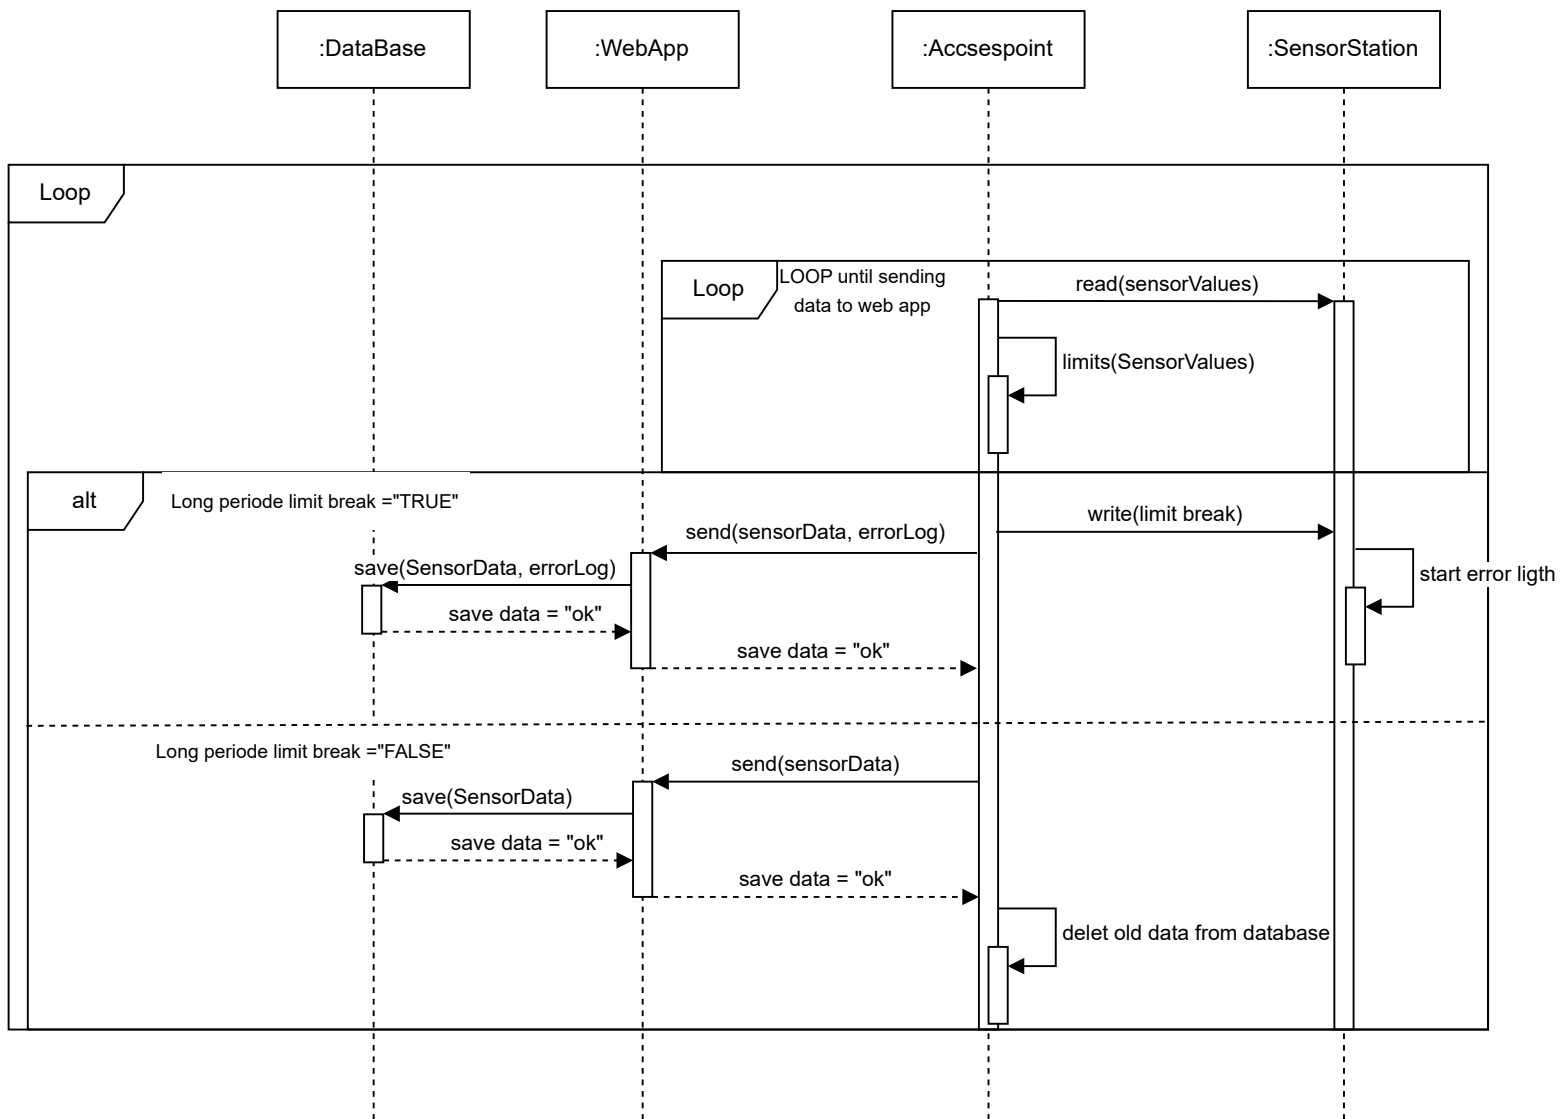 :DataBase
:WebApp
:Accsespoint
:SensorStation
Loop
Loop
LOOP until sending
data to web app
read(sensorValues)
limits(SensorValues)
alt
Long periode limit break ="TRUE"
write(limit break)
send(sensorData, errorLog)
save(SensorData, errorLog)
start error ligth
save data = "ok"
save data = "ok"
Long periode limit break ="FALSE"
send(sensorData)
save(SensorData)
save data = "ok"
save data = "ok"
delet old data from database